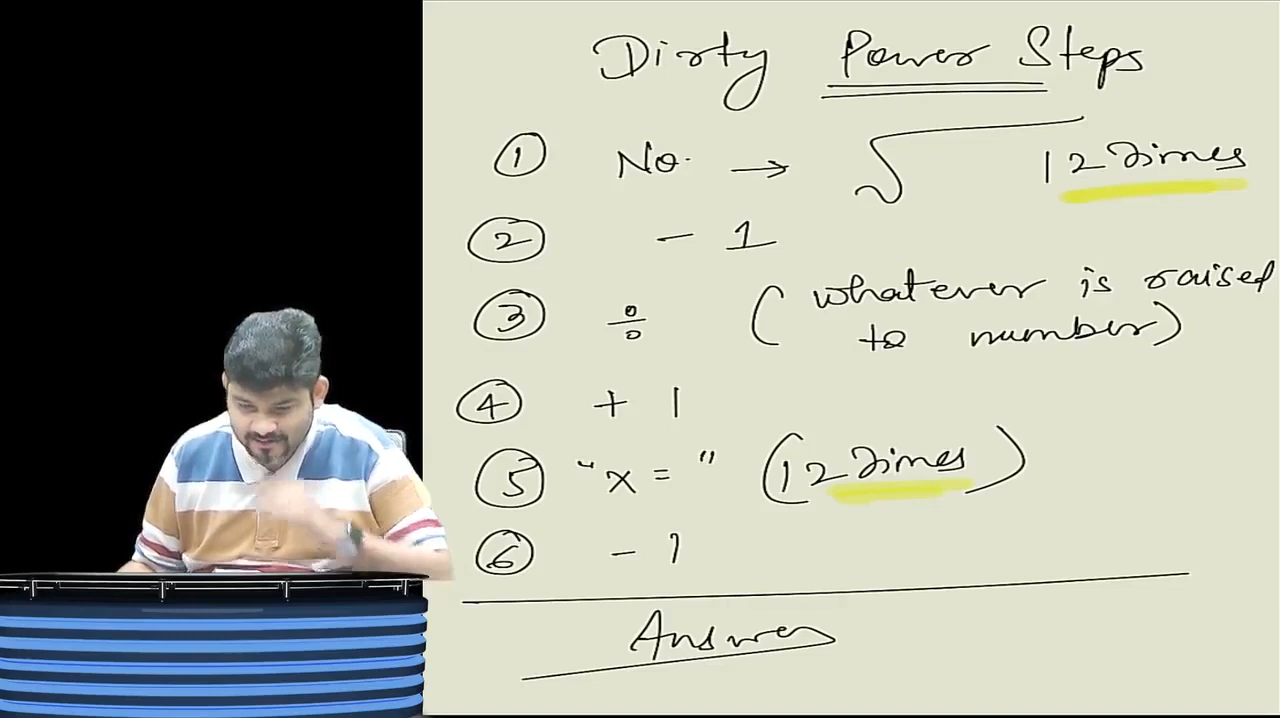 Dirty Power Steps
① No. → √ 12 times
② - 1
③ ÷ (whatever is raised
to number)
④ + 1
⑤ "x = " (12 times)
⑥ - 1
Answer